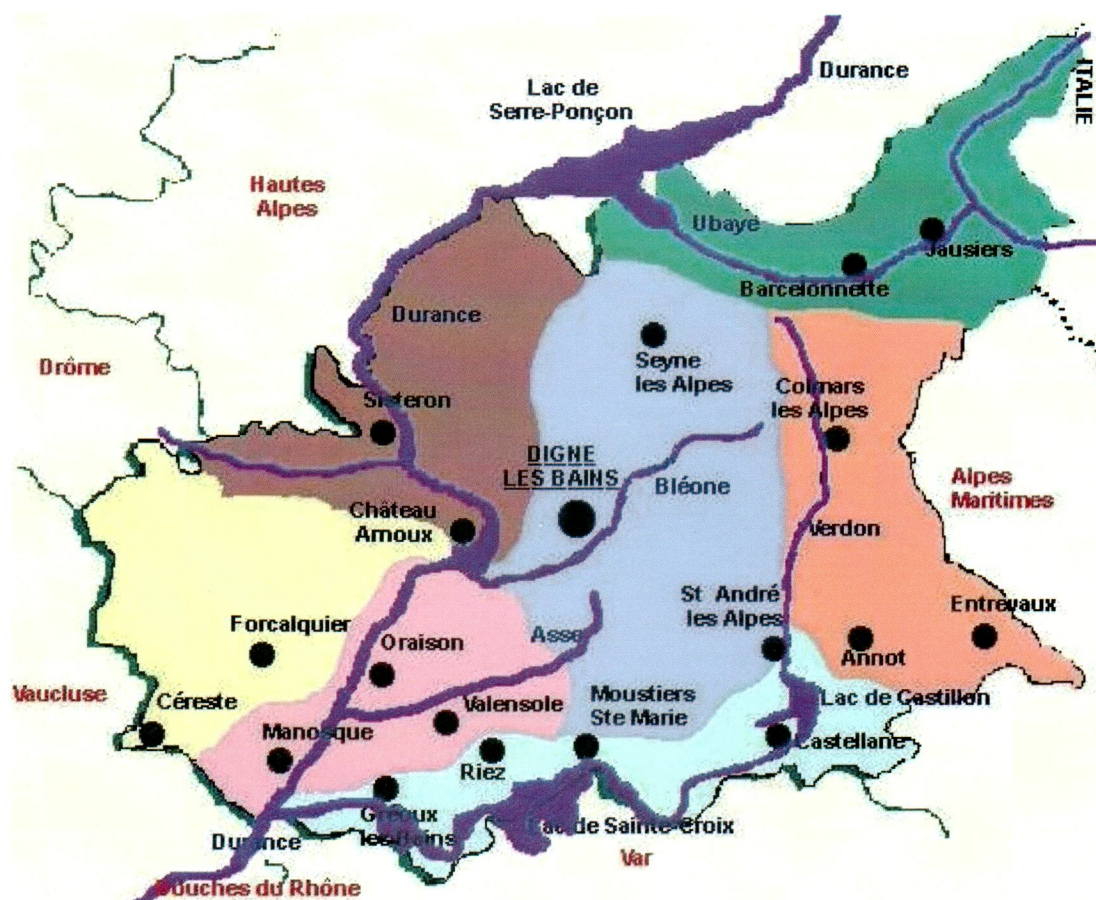 Durance
Lac de
Serre-Ponçon
ITALIE
Hautes
Alpes
Ubaye
Jausiers
Barcelonnette
Durance
Drôme
Seyne
les Alpes
Colmars
les Alpes
Sisteron
DIGNE
LES BAINS
Bléone
Alpes
Maritimes
Château
Arnoux
Verdon
St André
les Alpes
Entrevaux
Forcalquier
Oraison
Asse
Annot
Vaucluse
Céreste
Valensole
Moustiers
Ste Marie
Lac de Castillon
Manosque
Castellane
Riez
Gréoux
les Bains
Lac de Sainte-Croix
Durance
Var
Bouches du Rhône